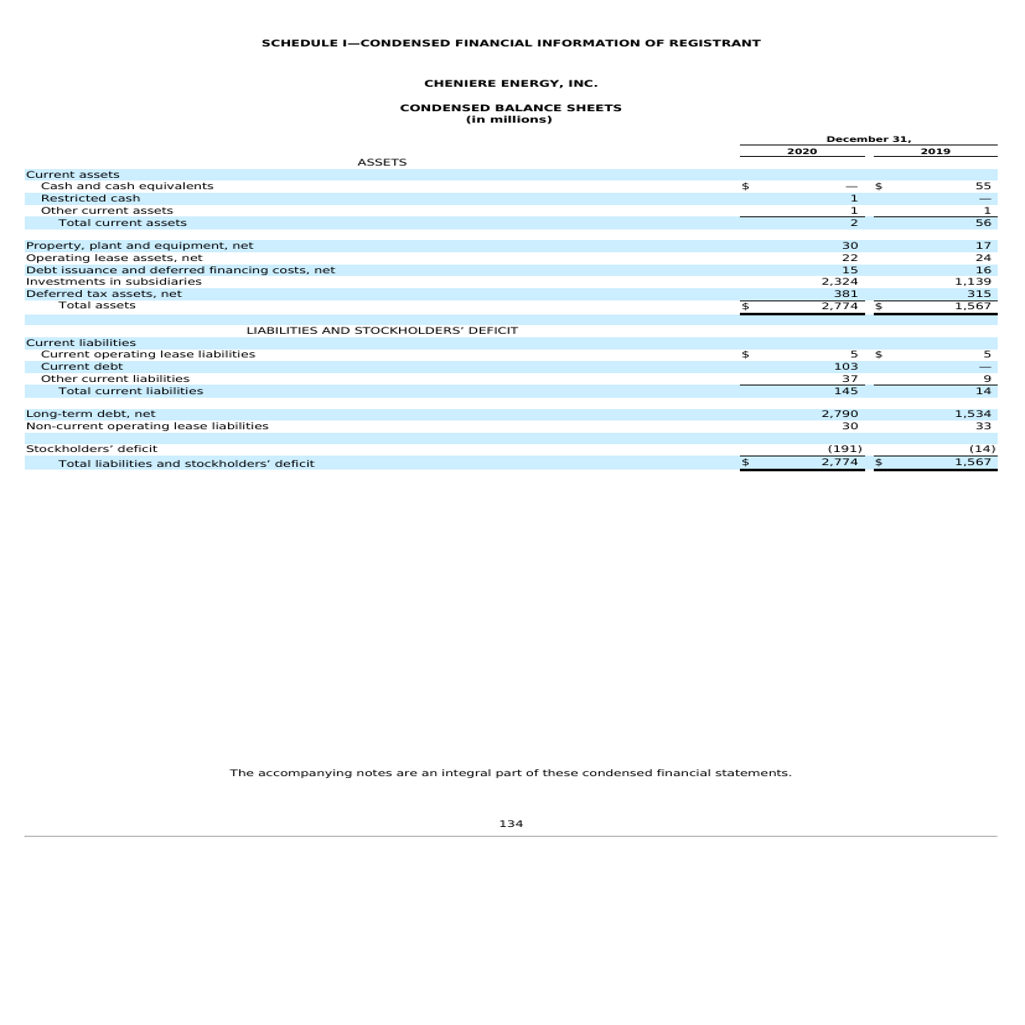 SCHEDULE I—CONDENSED FINANCIAL INFORMATION OF REGISTRANT
CHENIERE ENERGY, INC.
CONDENSED BALANCE SHEETS
(in millions)
December 31,
2020 2019
ASSETS
Current assets
Cash and cash equivalents $ — $ 55
Restricted cash 1 —
Other current assets 1 1
Total current assets 2 56
Property, plant and equipment, net 30 17
Operating lease assets, net 22 24
Debt issuance and deferred financing costs, net 15 16
Investments in subsidiaries 2,324 1,139
Deferred tax assets, net 381 315
Total assets $ 2,774 $ 1,567
LIABILITIES AND STOCKHOLDERS’ DEFICIT
Current liabilities
Current operating lease liabilities $ 5 $ 5
Current debt 103 —
Other current liabilities 37 9
Total current liabilities 145 14
Long-term debt, net 2,790 1,534
Non-current operating lease liabilities 30 33
Stockholders’ deficit (191) (14)
Total liabilities and stockholders’ deficit $ 2,774 $ 1,567
The accompanying notes are an integral part of these condensed financial statements.
134